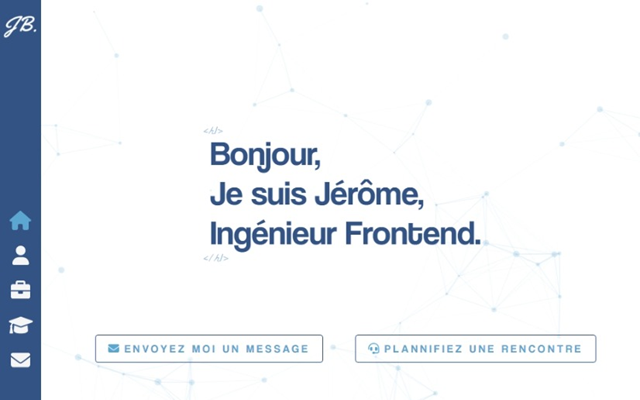 JB.
<h1>
Bonjour,
Je suis Jérôme,
Ingénieur Frontend.
</h1>
ENVOYEZ MOI UN MESSAGE
PLANNIFIEZ UNE RENCONTRE